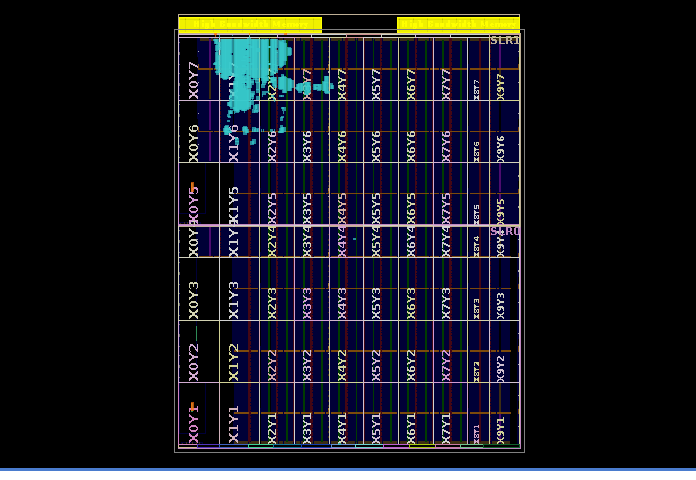 SLR1
X0Y7 X1Y7 X2Y7 X3Y7 X4Y7 X5Y7 X6Y7 X7Y7 X8Y7 X9Y7
X0Y6 X1Y6 X2Y6 X3Y6 X4Y6 X5Y6 X6Y6 X7Y6 X8Y6 X9Y6
X0Y5 X1Y5 X2Y5 X3Y5 X4Y5 X5Y5 X6Y5 X7Y5 X8Y5 X9Y5
SLR0
X0Y4 X1Y4 X2Y4 X3Y4 X4Y4 X5Y4 X6Y4 X7Y4 X8Y4 X9Y4
X0Y3 X1Y3 X2Y3 X3Y3 X4Y3 X5Y3 X6Y3 X7Y3 X8Y3 X9Y3
X0Y2 X1Y2 X2Y2 X3Y2 X4Y2 X5Y2 X6Y2 X7Y2 X8Y2 X9Y2
X0Y1 X1Y1 X2Y1 X3Y1 X4Y1 X5Y1 X6Y1 X7Y1 X8Y1 X9Y1